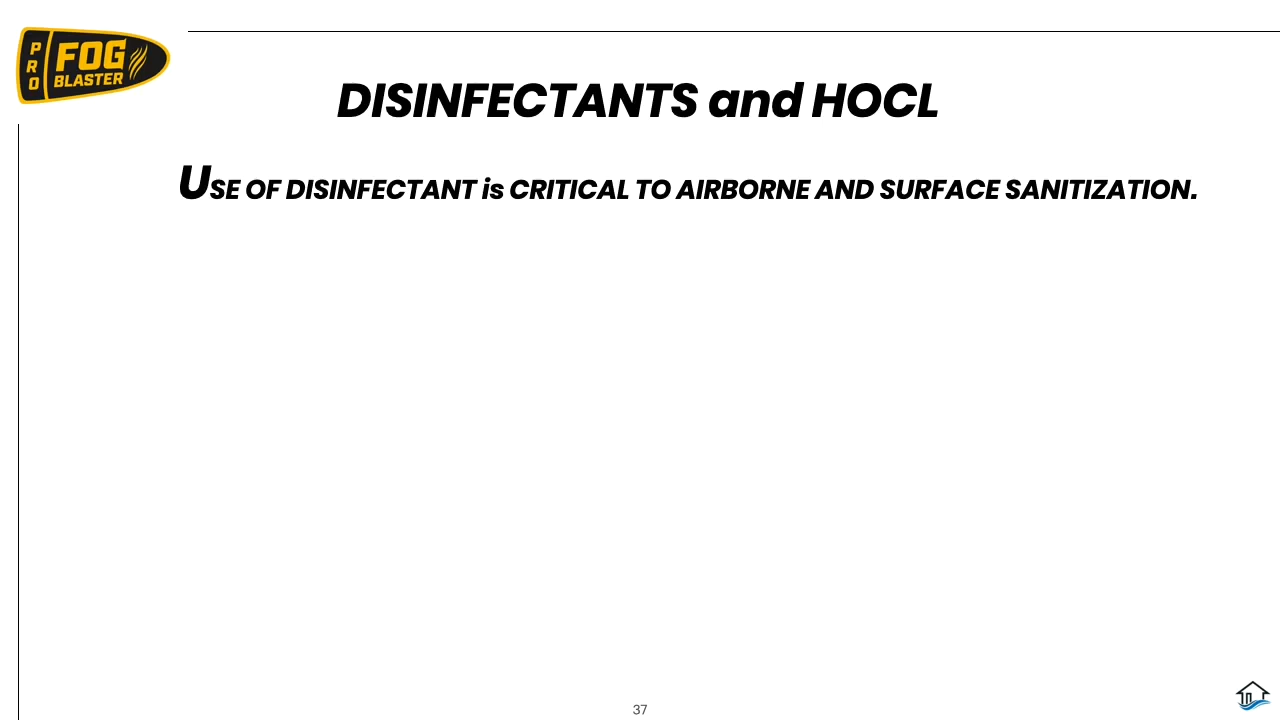 PRO
FOG
BLASTER
DISINFECTANTS and HOCL
USE OF DISINFECTANT is CRITICAL TO AIRBORNE AND SURFACE SANITIZATION.
37